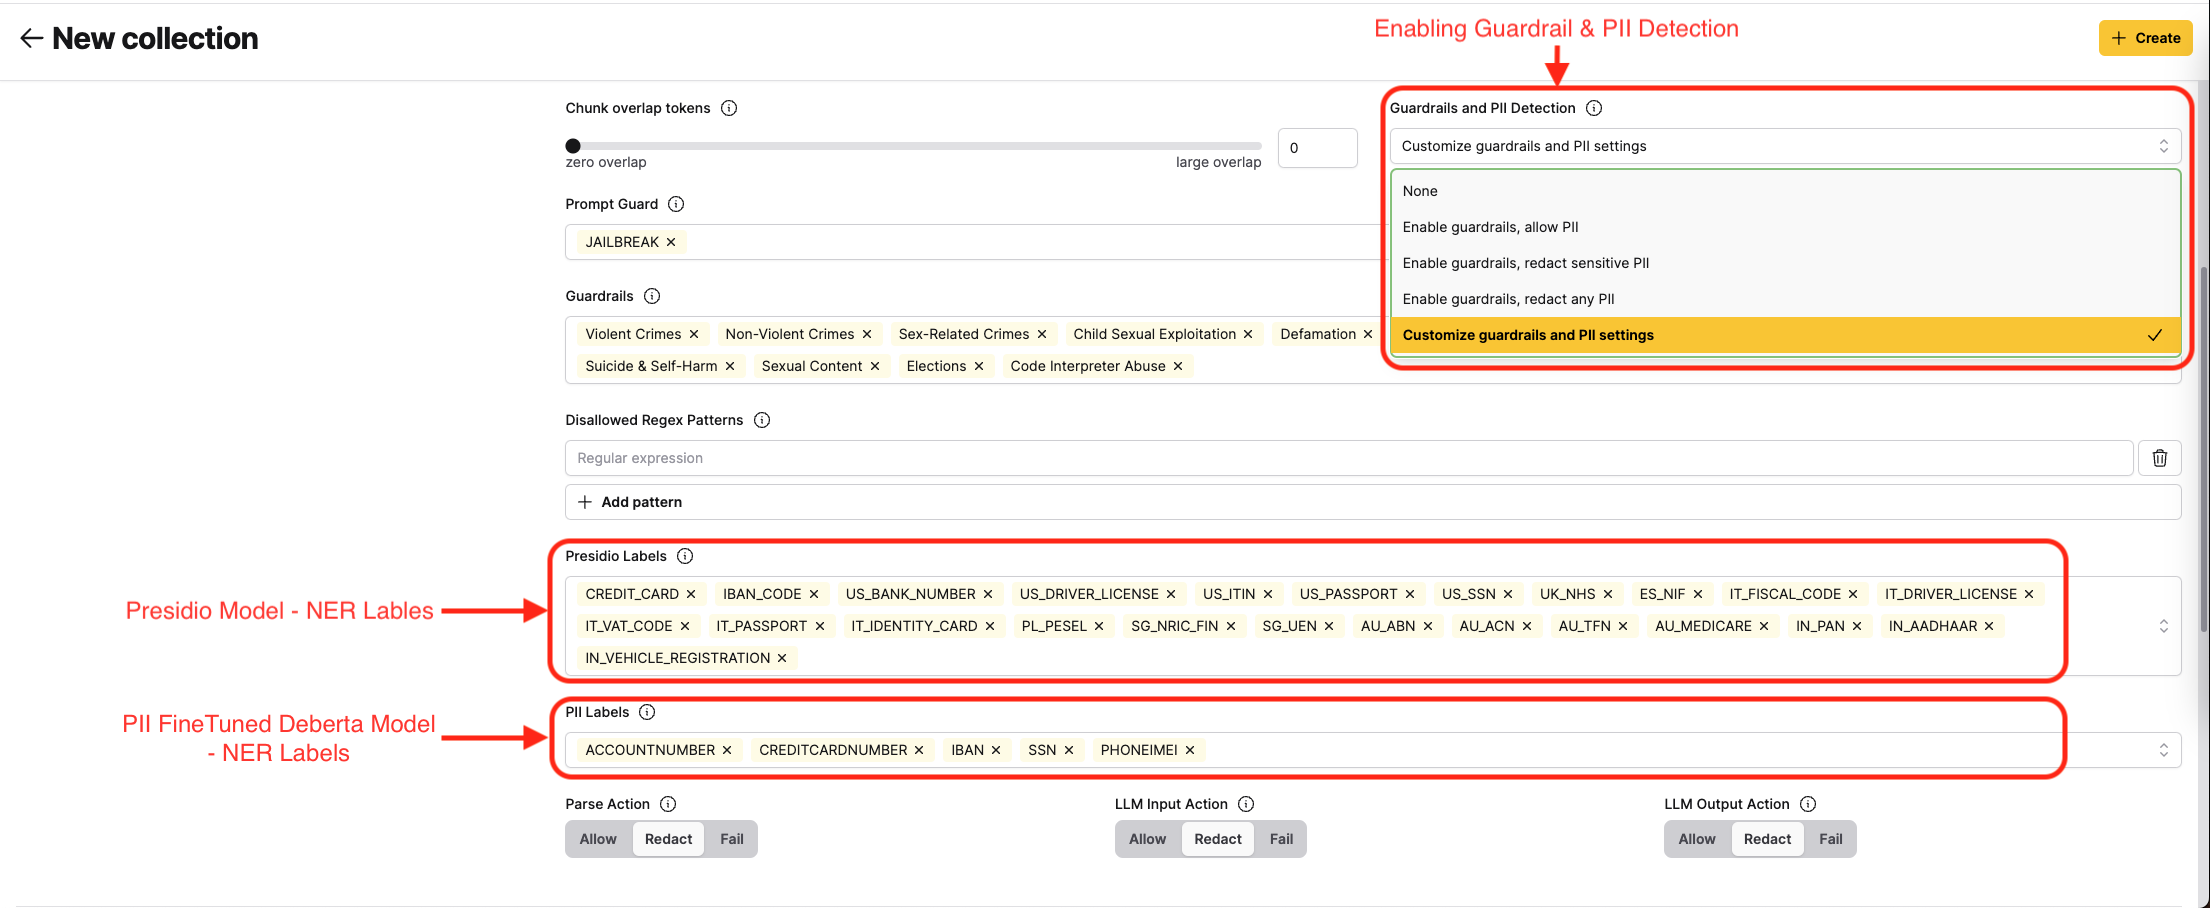 Enabling Guardrail & PII Detection
New collection
Create
Chunk overlap tokens
zero overlap
large overlap
0
Guardrails and PII Detection
Customize guardrails and PII settings
None
Enable guardrails, allow PII
Enable guardrails, redact sensitive PII
Enable guardrails, redact any PII
Customize guardrails and PII settings
Prompt Guard
JAILBREAK
Guardrails
Violent Crimes Non-Violent Crimes Sex-Related Crimes Child Sexual Exploitation Defamation
Suicide & Self-Harm Sexual Content Elections Code Interpreter Abuse
Disallowed Regex Patterns
Regular expression
Add pattern
Presidio Model - NER Lables
Presidio Labels
CREDIT_CARD IBAN_CODE US_BANK_NUMBER US_DRIVER_LICENSE US_ITIN US_PASSPORT US_SSN UK_NHS ES_NIF IT_FISCAL_CODE IT_DRIVER_LICENSE
IT_VAT_CODE IT_PASSPORT IT_IDENTITY_CARD PL_PESEL SG_NRIC_FIN SG_UEN AU_ABN AU_ACN AU_TFN AU_MEDICARE IN_PAN IN_AADHAAR
IN_VEHICLE_REGISTRATION
PII FineTuned Deberta Model
- NER Labels
PII Labels
ACCOUNTNUMBER CREDITCARDNUMBER IBAN SSN PHONEIMEI
Parse Action
Allow Redact Fail
LLM Input Action
Allow Redact Fail
LLM Output Action
Allow Redact Fail